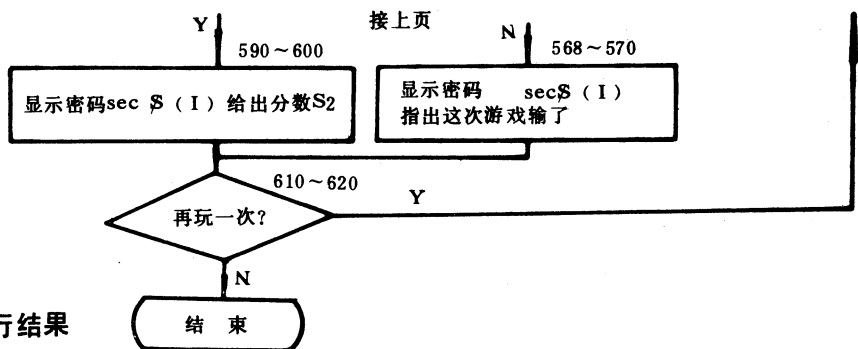 接上页
Y
N
590～600
568～570
显示密码sec $（I）给出分数S2
显示密码 sec$（I）
指出这次游戏输了
610～620
Y
再玩一次？
N
行结果
结 束